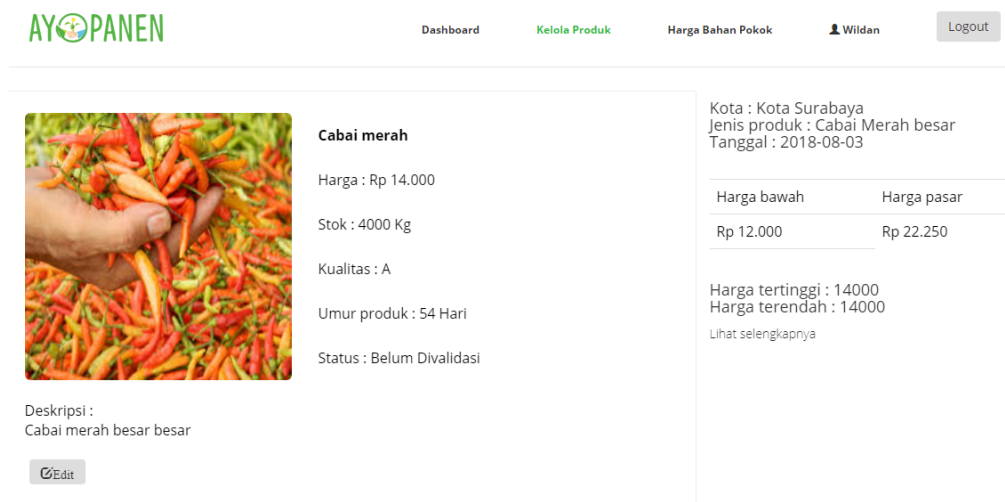 AYOPANEN
Dashboard
Kelola Produk
Harga Bahan Pokok
Wildan
Logout
Cabai merah
Harga : Rp 14.000
Stok : 4000 Kg
Kualitas : A
Umur produk : 54 Hari
Status : Belum Divalidasi
Deskripsi :
Cabai merah besar besar
Edit
Kota : Kota Surabaya
Jenis produk : Cabai Merah besar
Tanggal : 2018-08-03
Harga bawah Harga pasar
Rp 12.000 Rp 22.250
Harga tertinggi : 14000
Harga terendah : 14000
Lihat selengkapnya